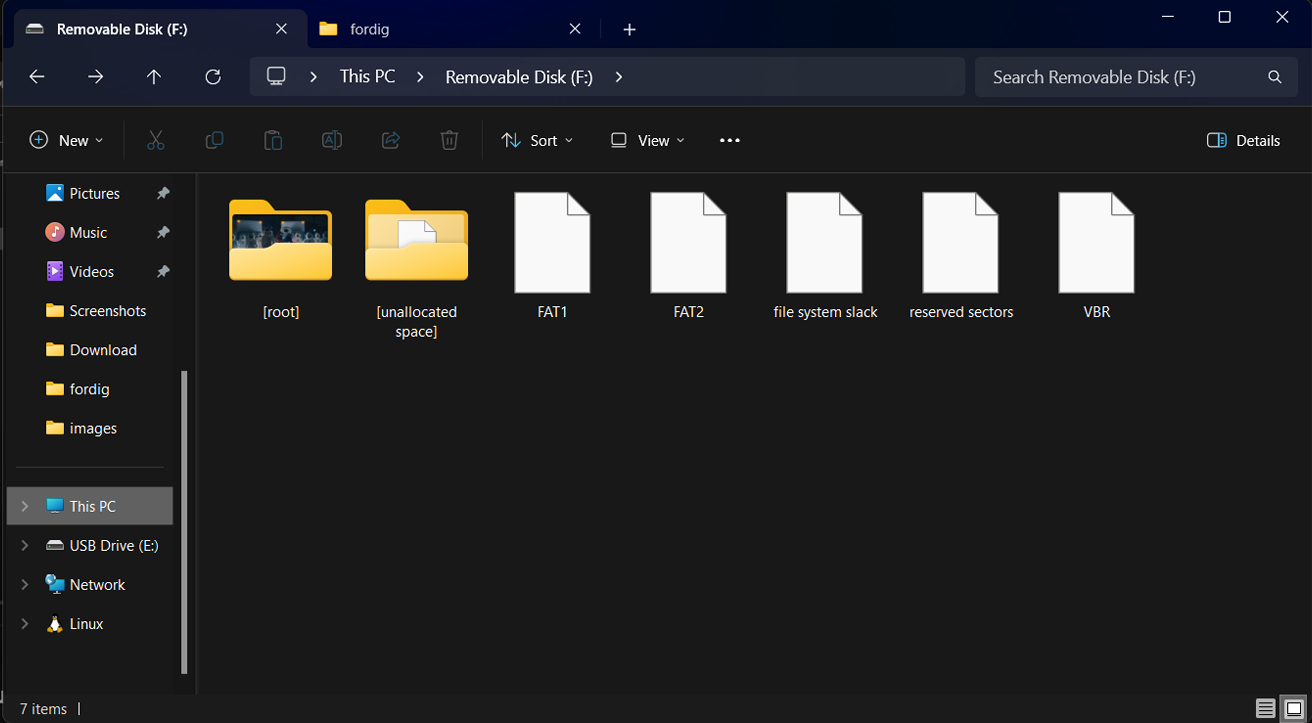 Removable Disk (F:)
fordig
This PC
Removable Disk (F:)
Search Removable Disk (F:)
New
Sort
View
Details
Pictures
Music
Videos
Screenshots
Download
fordig
images
This PC
USB Drive (E:)
Network
Linux
[root]
[unallocated
space]
FAT1
FAT2
file system slack
reserved sectors
VBR
7 items